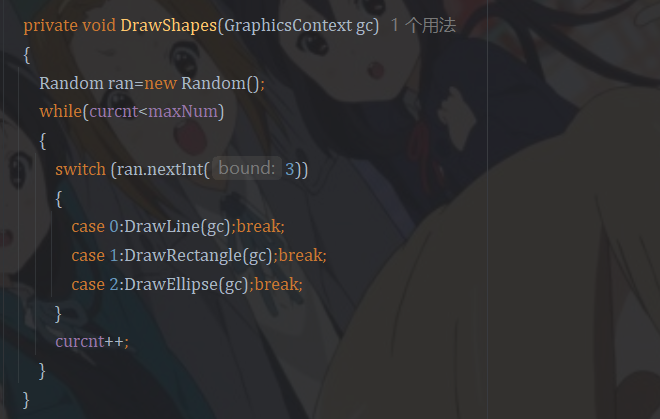 private void DrawShapes(GraphicsContext gc) 1 个用法
{
Random ran=new Random();
while(curcnt<maxNum)
{
switch (ran.nextInt( bound: 3))
{
case 0:DrawLine(gc);break;
case 1:DrawRectangle(gc);break;
case 2:DrawEllipse(gc);break;
}
curcnt++;
}
}